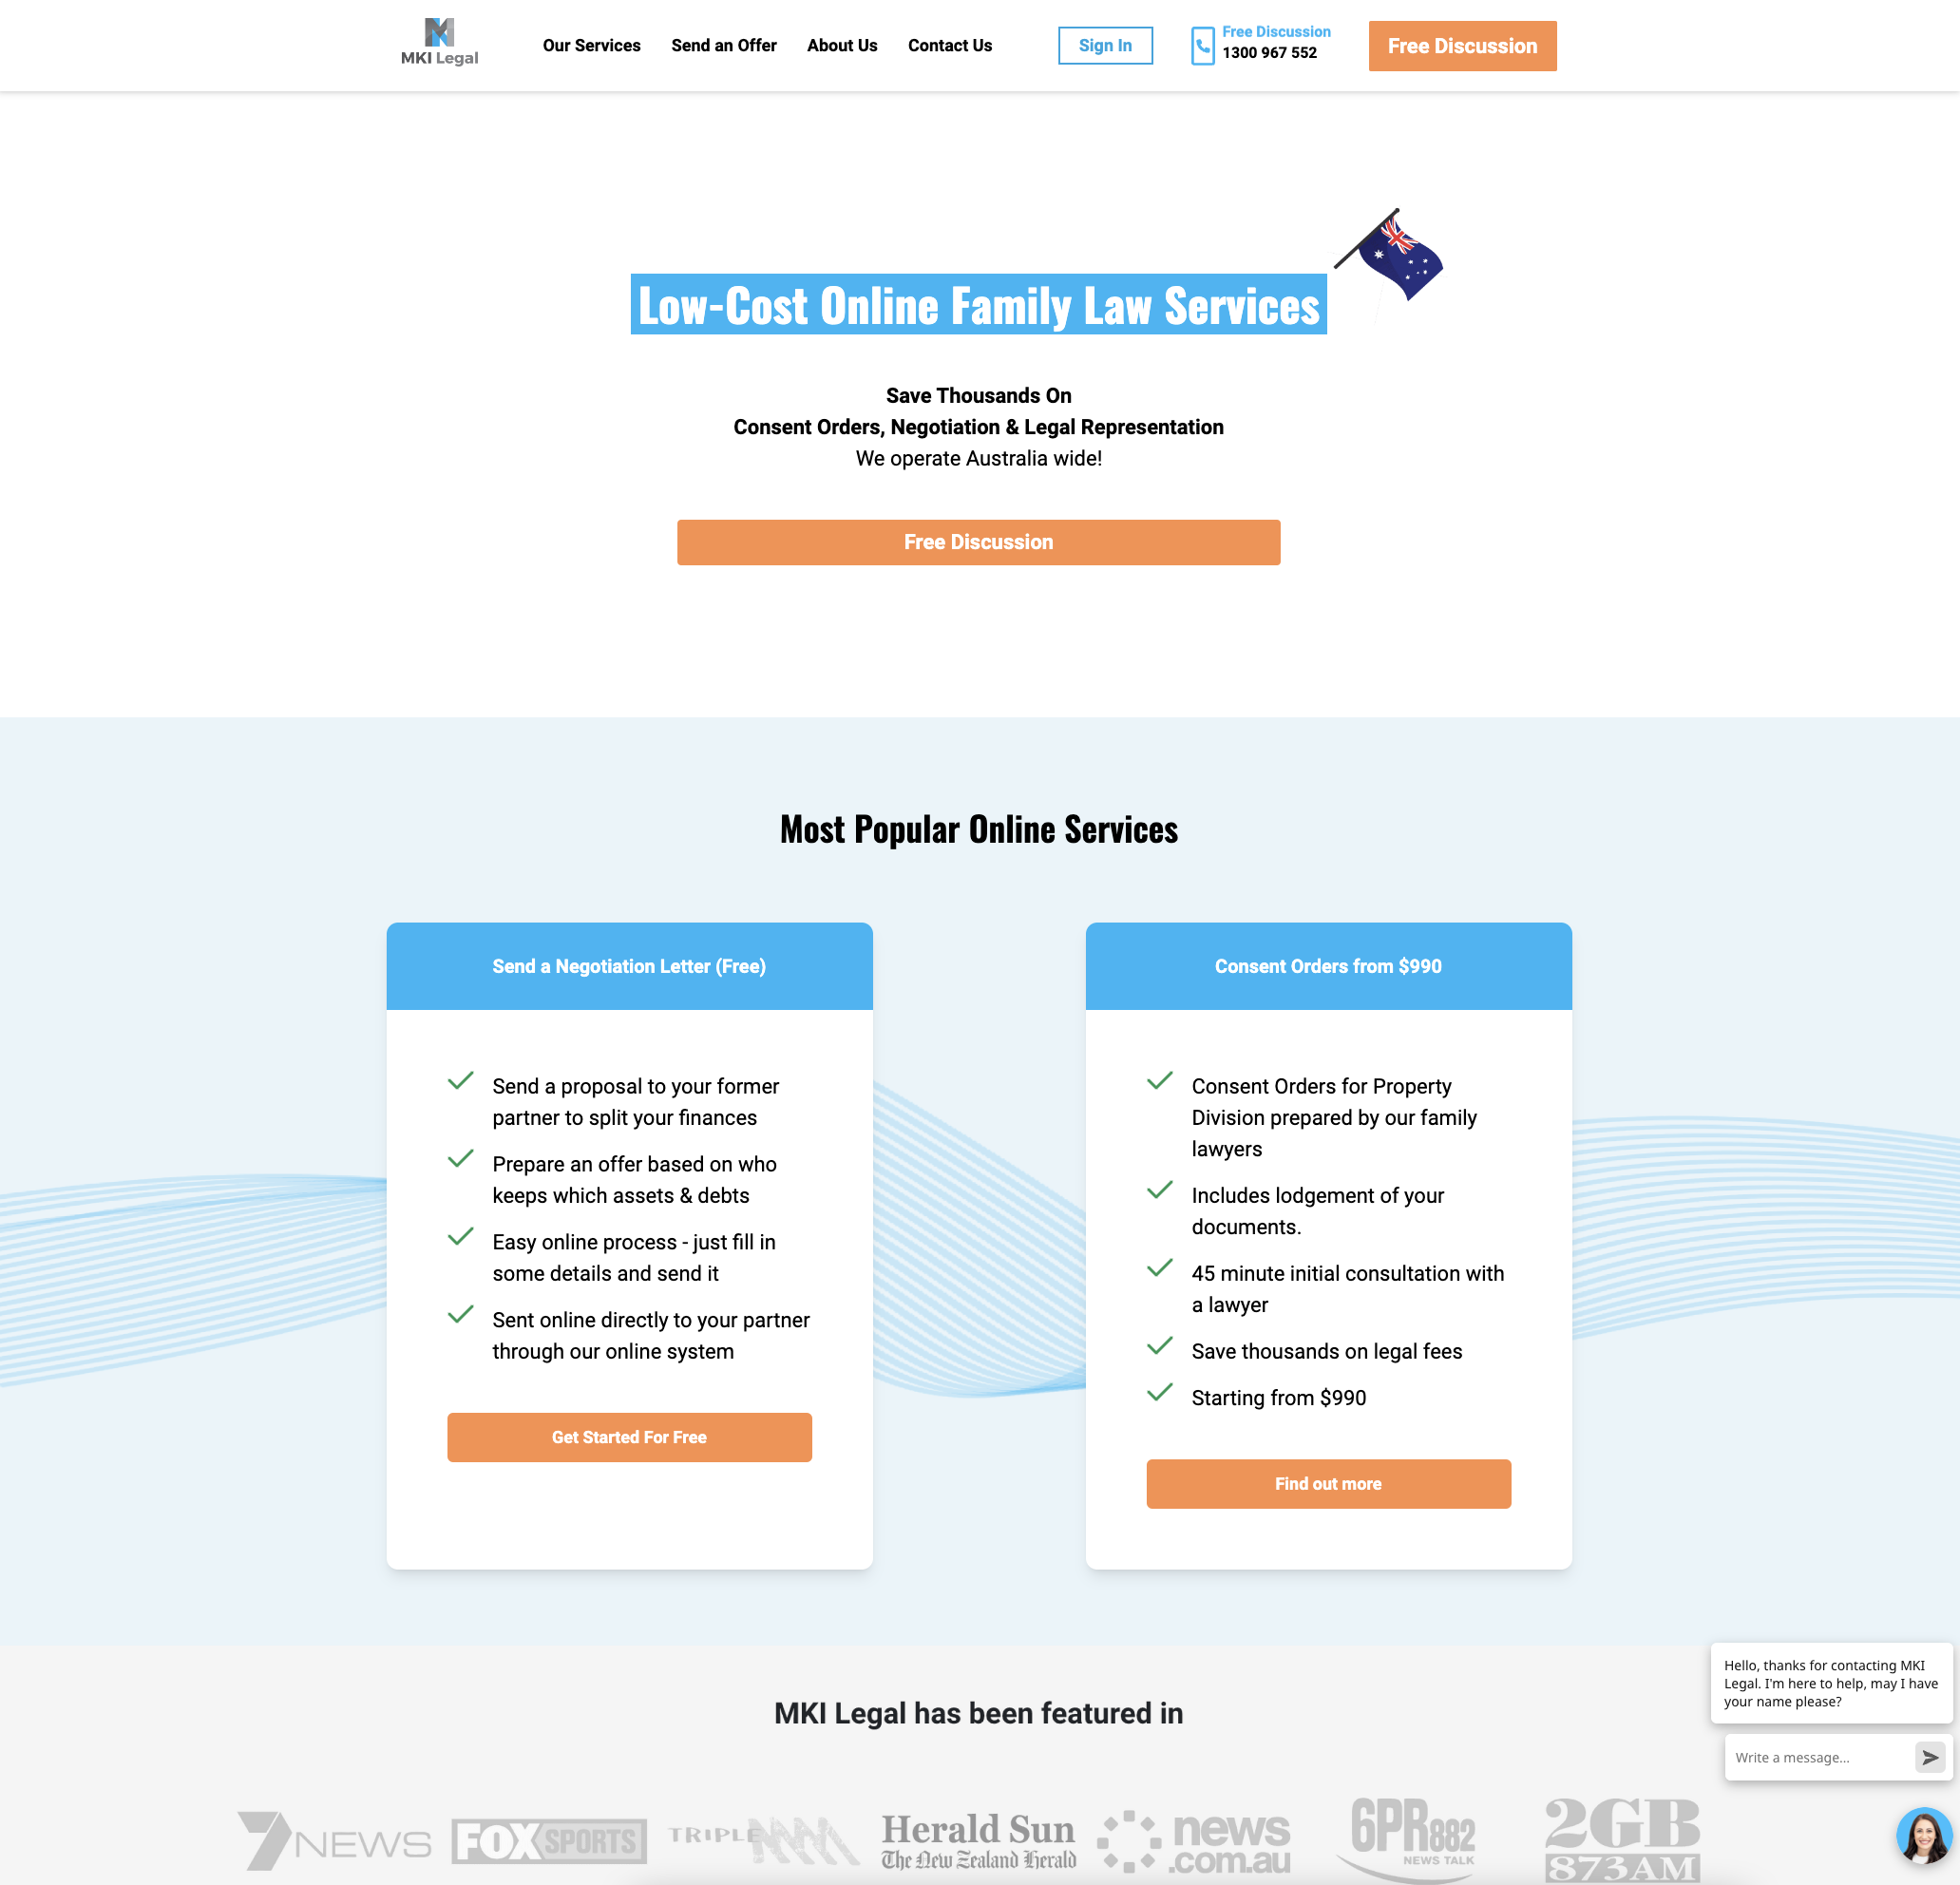 MKI Legal
Our Services
Send an Offer
About Us
Contact Us
Sign In
Free Discussion
1300 967 552
Free Discussion
Low-Cost Online Family Law Services
Save Thousands On
Consent Orders, Negotiation & Legal Representation
We operate Australia wide!
Free Discussion
Most Popular Online Services
Send a Negotiation Letter (Free)
Send a proposal to your former
partner to split your finances
Prepare an offer based on who
keeps which assets & debts
Easy online process - just fill in
some details and send it
Sent online directly to your partner
through our online system
Get Started For Free
Consent Orders from $990
Consent Orders for Property
Division prepared by our family
lawyers
Includes lodgement of your
documents.
45 minute initial consultation with
a lawyer
Save thousands on legal fees
Starting from $990
Find out more
MKI Legal has been featured in
7NEWS
FOX SPORTS
TRIPLE MMM
Herald Sun
The New Zealand Herald
news
.com.au
6PR882
NEWS TALK
2GB
873AM
Hello, thanks for contacting MKI
Legal. I'm here to help, may I have
your name please?
Write a message...